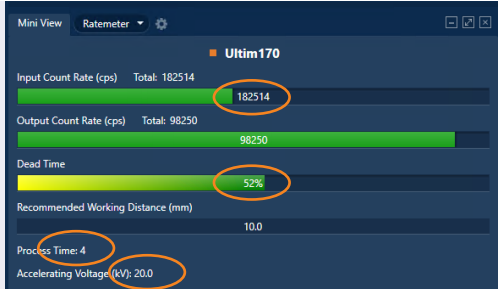 Mini View Ratemeter
Ultim170
Input Count Rate (cps) Total: 182514
182514
Output Count Rate (cps) Total: 98250
98250
Dead Time
52%
Recommended Working Distance (mm)
10.0
Process Time: 4
Accelerating Voltage (kV): 20.0